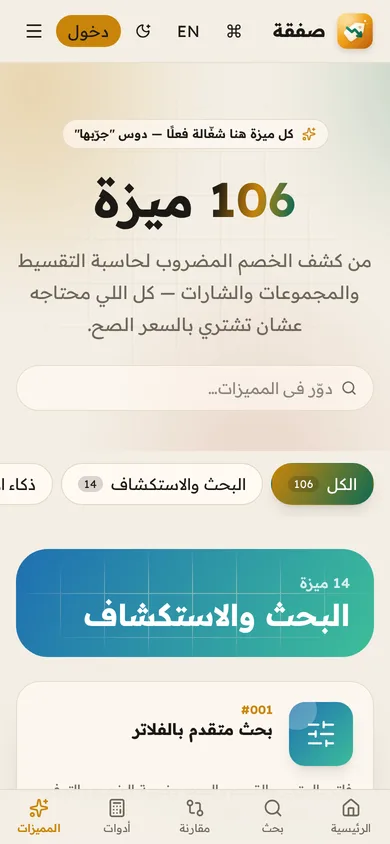 صفقة
⌘
EN
دخول
كل ميزة هنا شغّالة فعلًا — دوس "جرّبها"
106 ميزة
من كشف الخصم المضروب لحاسبة التقسيط
والمجموعات والشارات — كل اللي محتاجه
عشان تشتري بالسعر الصح.
دوّر في المميزات...
الكل 106
البحث والاستكشاف 14
14 ميزة
البحث والاستكشاف
#001
بحث متقدم بالفلاتر
الرئيسية
بحث
مقارنة
أدوات
المميزات